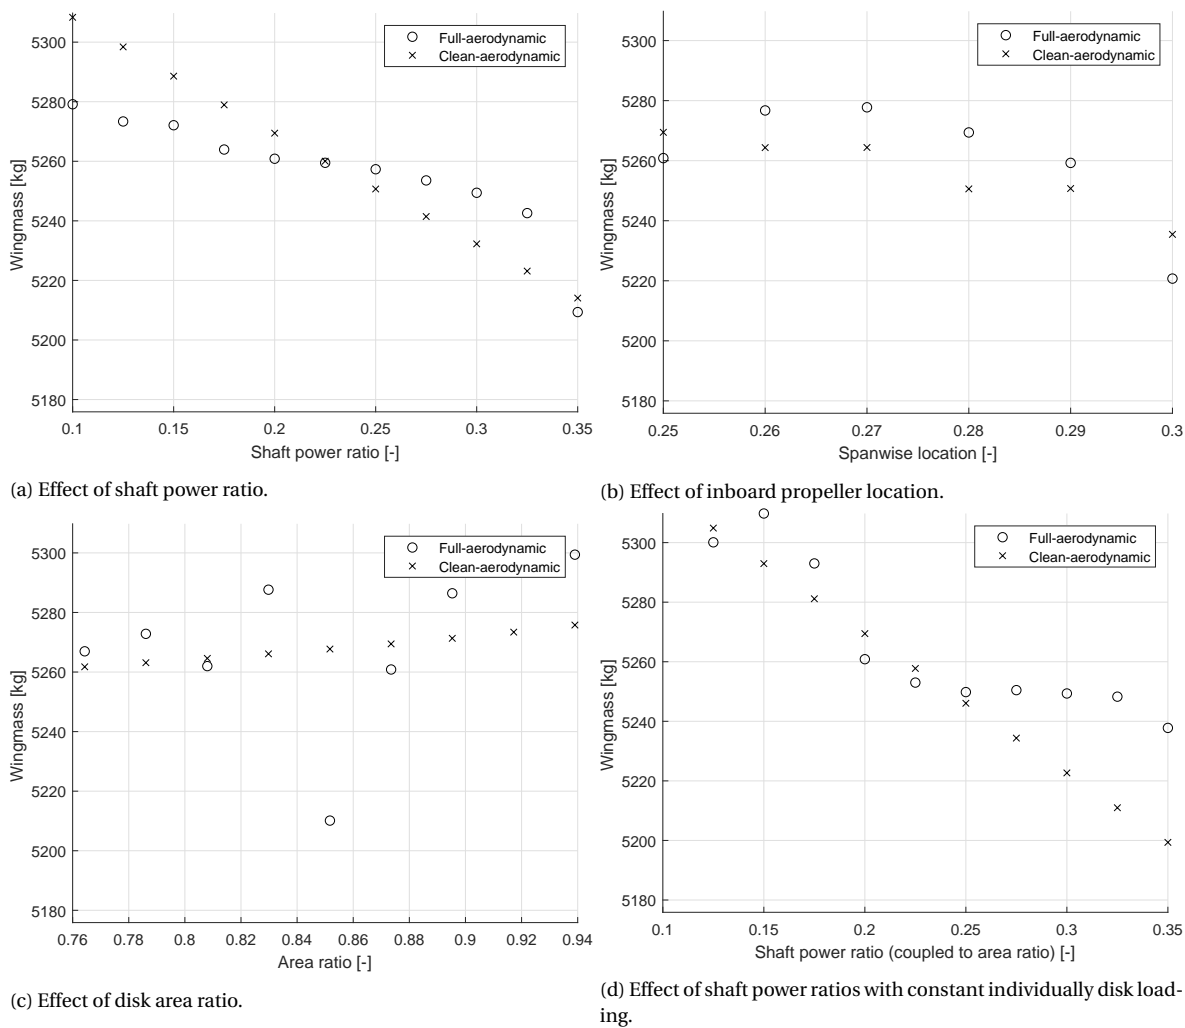 5300
5280
5260
5240
5220
5200
5180
Wingmass [kg]
0.1 0.15 0.2 0.25 0.3 0.35
Shaft power ratio [-]
Full-aerodynamic
Clean-aerodynamic
(a) Effect of shaft power ratio.
5300
5280
5260
5240
5220
5200
5180
Wingmass [kg]
0.25 0.26 0.27 0.28 0.29 0.3
Spanwise location [-]
Full-aerodynamic
Clean-aerodynamic
(b) Effect of inboard propeller location.
5300
5280
5260
5240
5220
5200
5180
Wingmass [kg]
0.76 0.78 0.8 0.82 0.84 0.86 0.88 0.9 0.92 0.94
Area ratio [-]
Full-aerodynamic
Clean-aerodynamic
(c) Effect of disk area ratio.
5300
5280
5260
5240
5220
5200
5180
Wingmass [kg]
0.1 0.15 0.2 0.25 0.3 0.35
Shaft power ratio (coupled to area ratio) [-]
Full-aerodynamic
Clean-aerodynamic
(d) Effect of shaft power ratios with constant individually disk load-
ing.